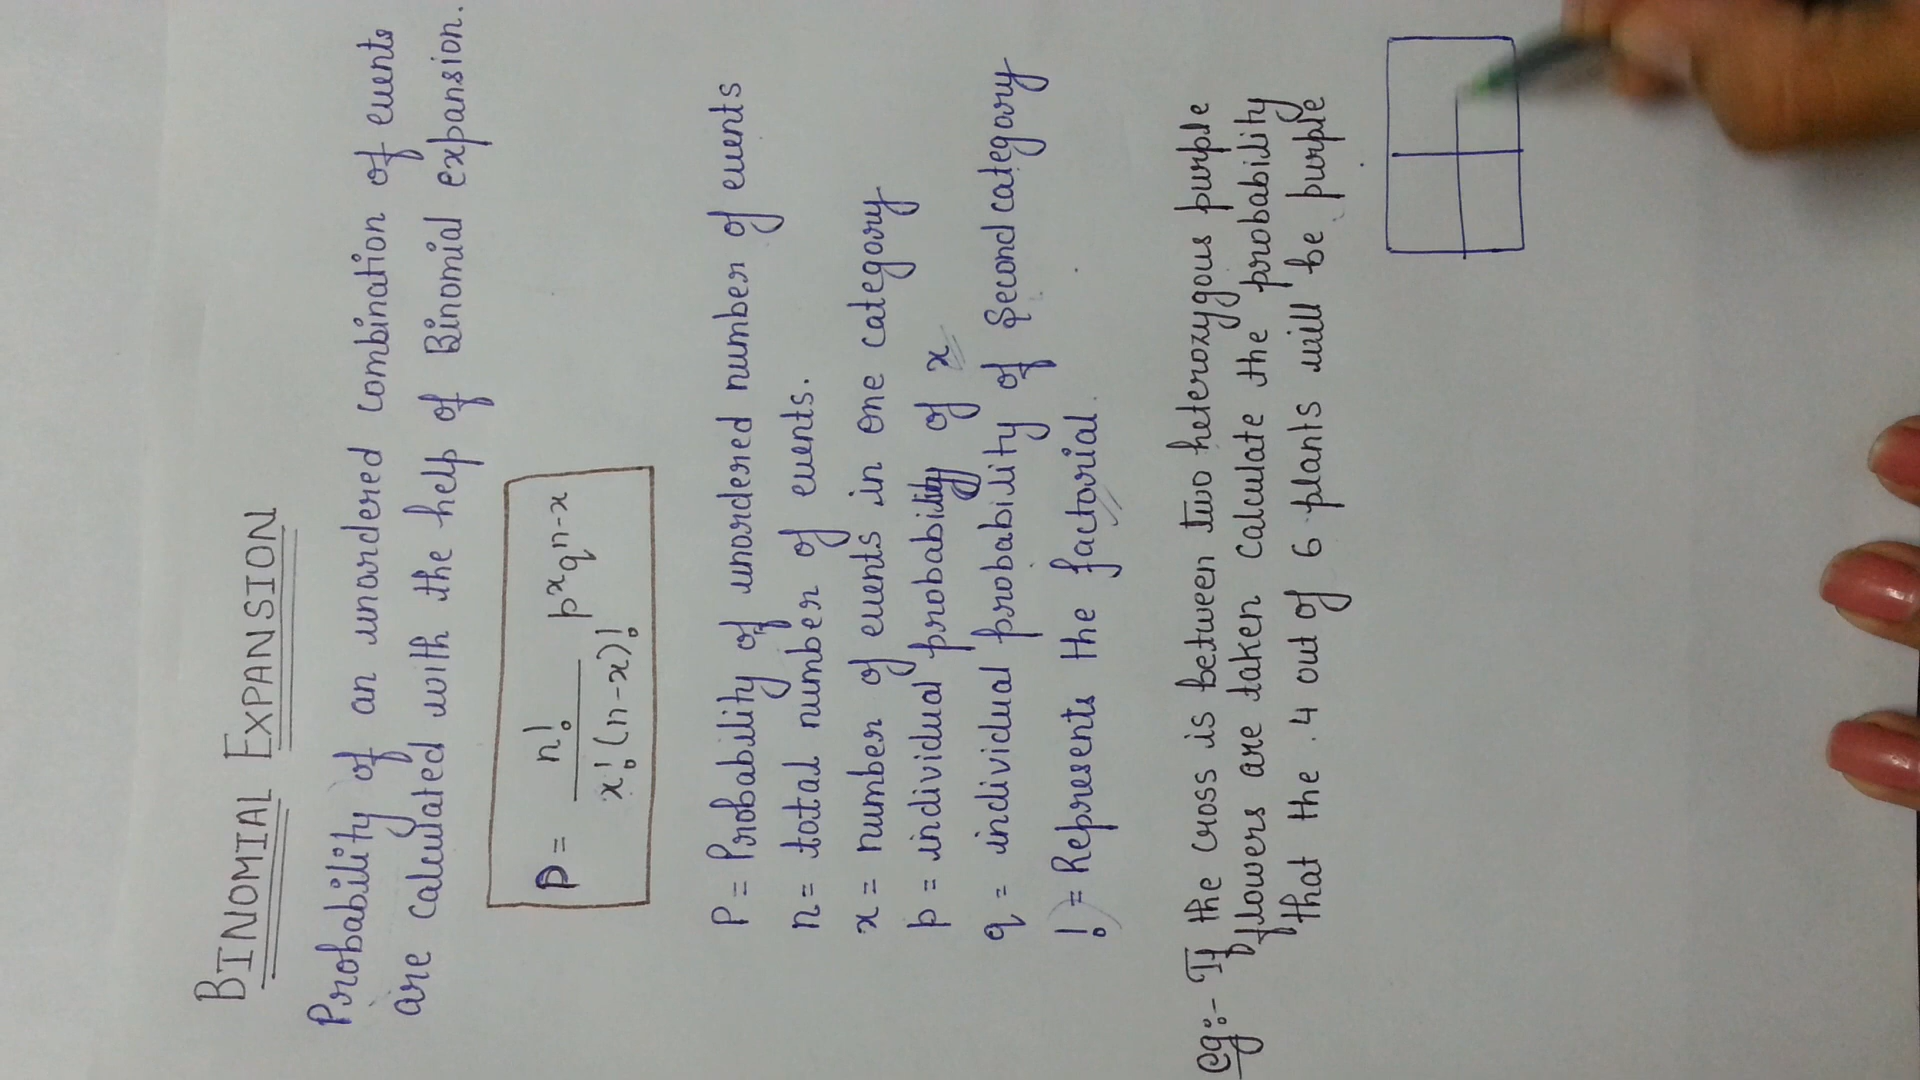 BINOMIAL EXPANSION
Probability of an unordered combination of events
are calculated with the help of Binomial expansion.
P = n! / x!(n-x)! p^x q^n-x
P = Probability of unordered number of events
n = total number of events.
x = number of events in one category
p = individual probability of x
q = individual probability of Second category
! = Represents the factorial.
eg:- If the cross is between two heterozygous purple
flowers are taken calculate the probability
that the 4 out of 6 plants will be purple